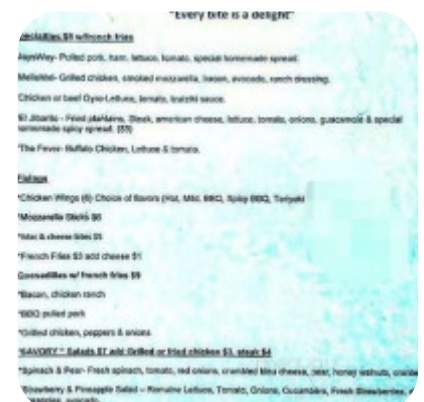 "Every bite is a delight"
$8 w/french fries
Pulled pork, ham, lettuce, tomato, special homemade spread.
Grilled chicken, smoked mozzarella, bacon, avocado, ranch dressing.
Chicken or beef Gyro-Lettuce, tomato, tzatziki sauce.
*El Jibarito - Fried plantains, Steak, american cheese, lettuce, tomato, onions, guacamole & special
homemade spicy spread. ($9)
*The Fever- Buffalo Chicken, Lettuce & tomato.
*Chicken Wings (6) Choice of flavors (Hot, Mild, BBQ, Spicy BBQ, Teriyaki
*Mozzarella Sticks $6
*Mac & cheese bites $5
*French Fries $3 add cheese $1
Quesadillas w/ french fries $9
*Bacon, chicken ranch
*BBQ pulled pork
*Grilled chicken, peppers & onions
*SAVORY * Salads $7 add Grilled or fried chicken $3, steak $4
*Spinach & Pear- Fresh spinach, tomato, red onions, crumbled bleu cheese, pear, honey walnuts,
*Strawberry & Pineapple Salad – Romaine Lettuce, Tomato, Onions, Cucumbers, Fresh Strawberries,
avocado.